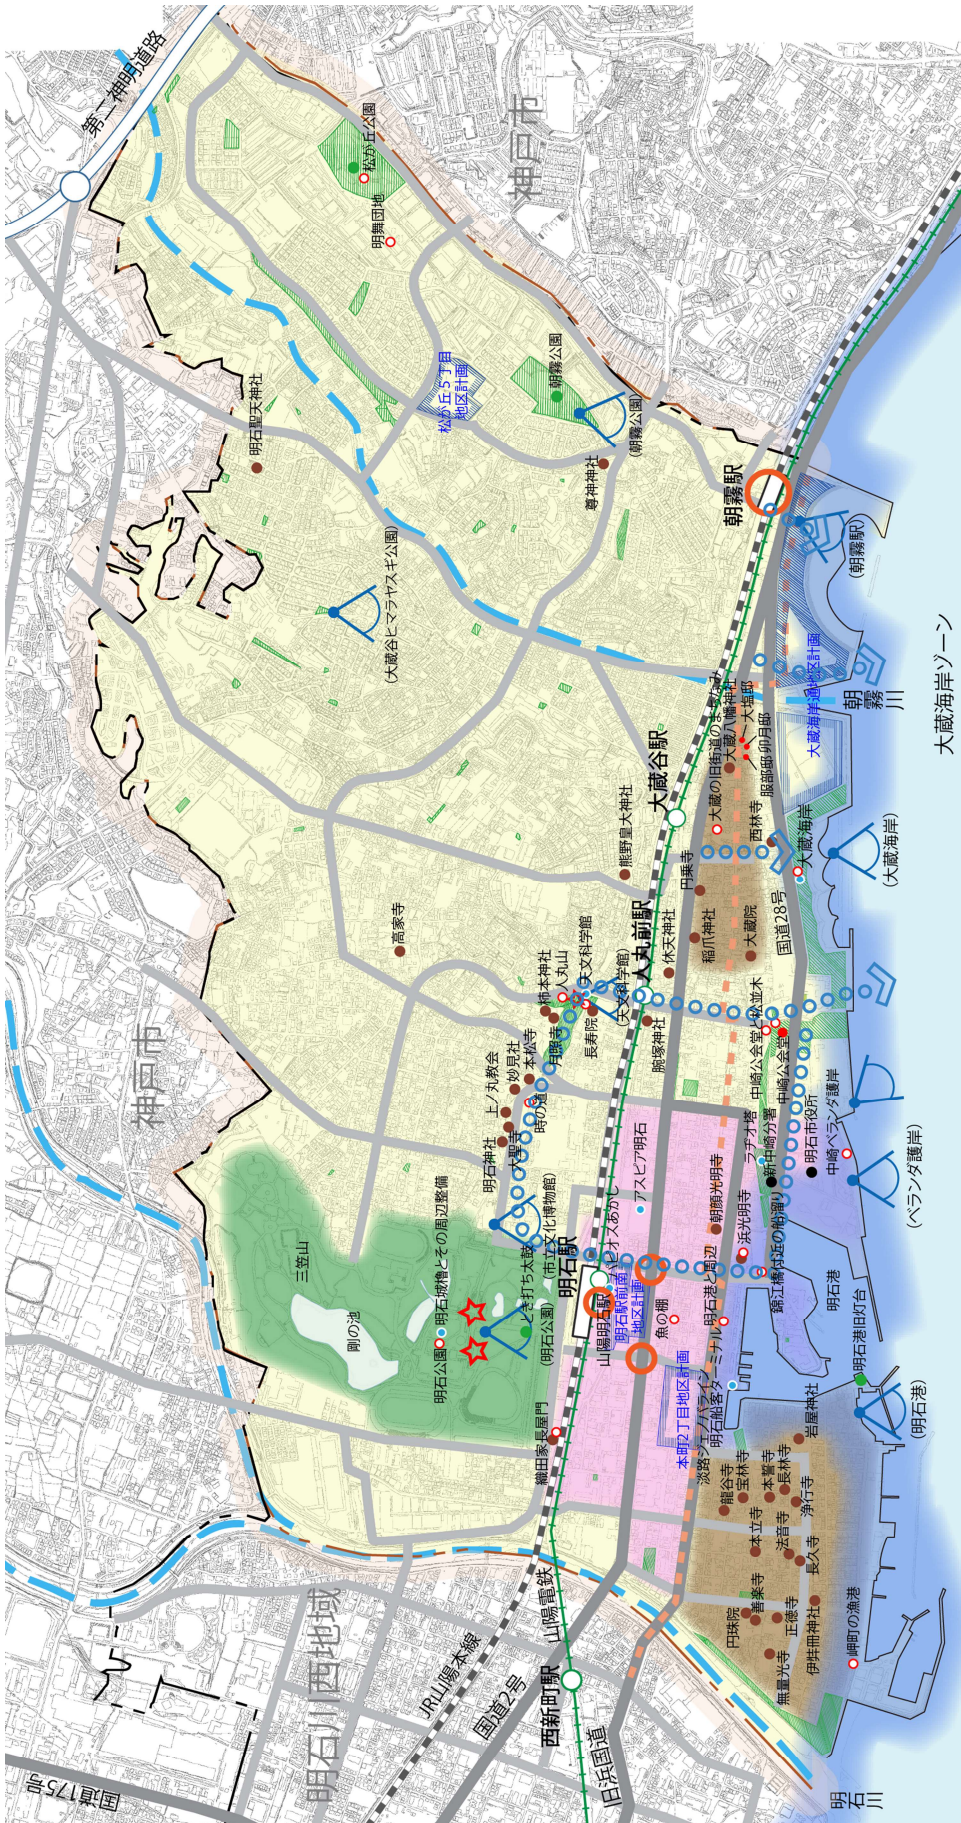 第二神明道路
神戸市
松が丘公園
明舞団地
松が丘5丁目
地区計画
朝霧公園
(朝霧公園)
尊神神社
明石聖天神社
(大蔵谷ヒマラヤスギ公園)
朝霧駅
(朝霧駅)
大蔵海岸通地区計画
朝霧川
大蔵海岸ゾーン
大蔵谷駅
大蔵の旧街道のまちなみ
大蔵八幡神社
大塩邸
卯月邸
服部邸
西林寺
大蔵海岸
(大蔵海岸)
国道28号
熊野皇大神社
円乗寺
稲爪神社
大蔵院
休天神社
人丸前駅
腕塚神社
高家寺
柿本神社
人丸山
天文科学館
(天文科学館)
月照寺
長寿院
本松寺
妙見社
上ノ丸教会
時の道
大聖寺
明石神社
中崎公会堂と松並木
中崎公会堂
ラヂオ塔
新中崎分署
明石市役所
中崎ベランダ護岸
(ベランダ護岸)
神戸市
三笠山
剛の池
明石城櫓とその周辺整備
明石公園
とき打ち太鼓
(明石公園)
(市立文化博物館)
明石駅
山陽明石駅
パピオスあかし
アスピア明石
明石駅前南
地区計画
魚の棚
朝顔光明寺
浜光明寺
明石港と周辺
錦江橋付近の船溜り
明石港
明石港旧灯台
(明石港)
本町2丁目地区計画
淡路ジェノバライン
明石船客ターミナル
織田家長屋門
岩屋神社
龍谷寺
宝林寺
本誓寺
長林寺
浄行寺
本立寺
法音寺
長久寺
善楽寺
円珠院
正徳寺
無量光寺
伊弉冊神社
岬町の漁港
明石川
明石川西地域
JR山陽本線
山陽電鉄
国道2号
西新町駅
旧浜国道
国道175号